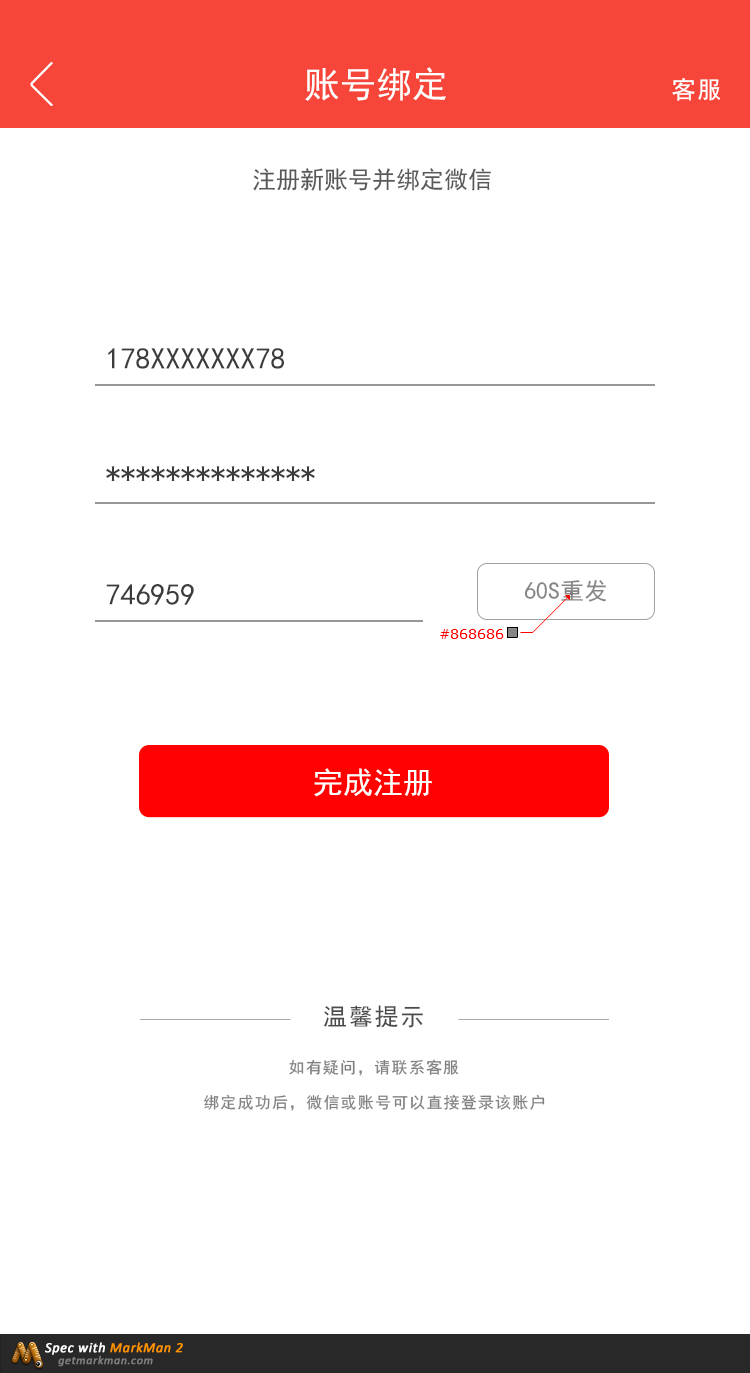 账号绑定
客服
注册新账号并绑定微信
178XXXXXXX78
**************
746959
60S重发
#868686
完成注册
温馨提示
如有疑问，请联系客服
绑定成功后，微信或账号可以直接登录该账户
Spec with MarkMan 2
getmarkman.com